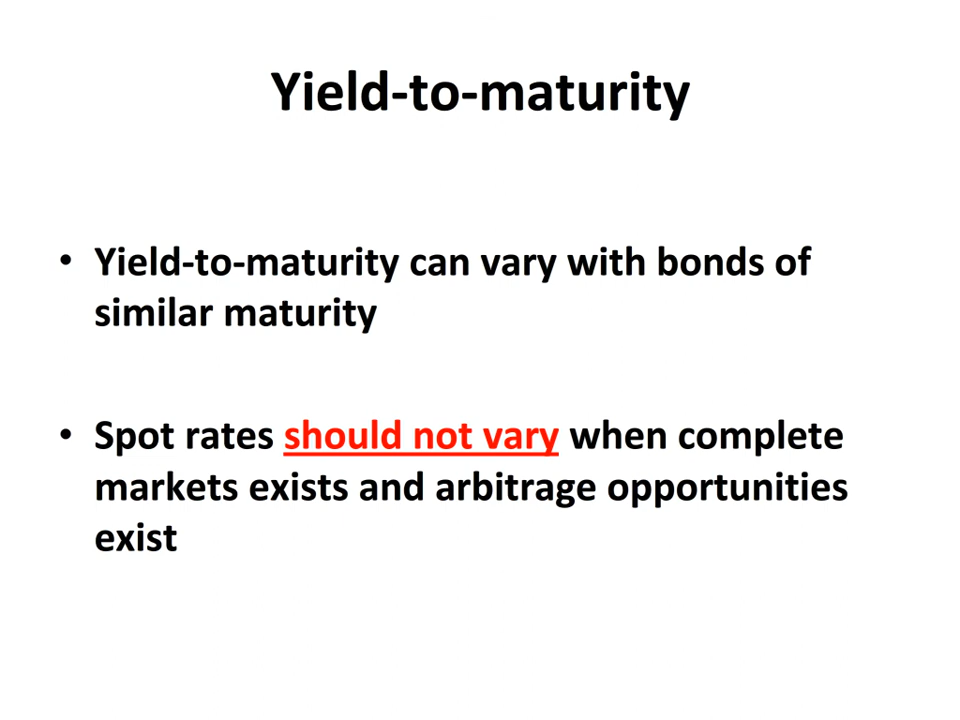 Yield-to-maturity
• Yield-to-maturity can vary with bonds of
similar maturity
• Spot rates should not vary when complete
markets exists and arbitrage opportunities
exist